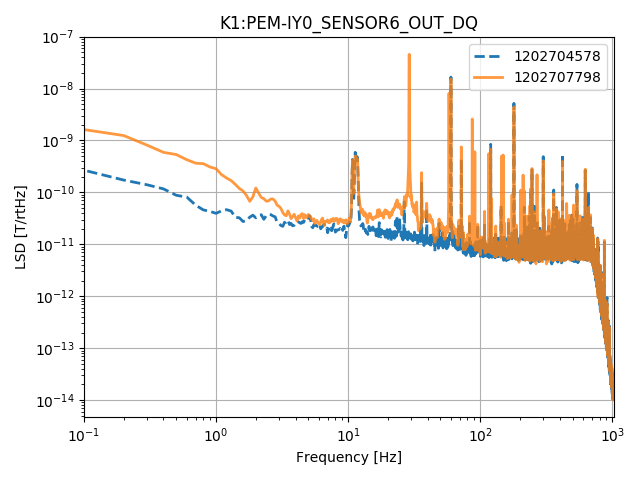 K1:PEM-IY0_SENSOR6_OUT_DQ
1202704578
1202707798
LSD [T/rtHz]
10⁻⁷
10⁻⁸
10⁻⁹
10⁻¹⁰
10⁻¹¹
10⁻¹²
10⁻¹³
10⁻¹⁴
10⁻¹ 10⁰ 10¹ 10² 10³
Frequency [Hz]